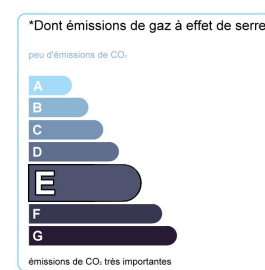 *Dont émissions de gaz à effet de serre
peu d'émissions de CO₂
A
B
C
D
E
F
G
émissions de CO₂ très importantes